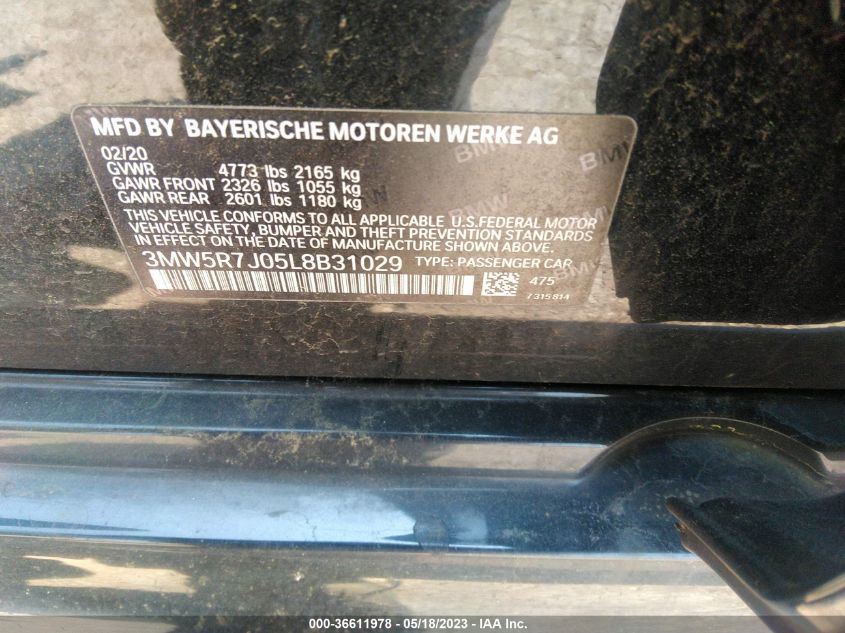 MFD BY BAYERISCHE MOTOREN WERKE AG
02/20
GVWR 4773 lbs 2165 kg
GAWR FRONT 2326 lbs 1055 kg
GAWR REAR 2601 lbs 1180 kg
THIS VEHICLE CONFORMS TO ALL APPLICABLE U.S.FEDERAL MOTOR
VEHICLE SAFETY, BUMPER AND THEFT PREVENTION STANDARDS
IN EFFECT ON THE DATE OF MANUFACTURE SHOWN ABOVE.
3MW5R7J05L8B31029 TYPE: PASSENGER CAR
475
7315814
BMW
BMW
BMW
000-36611978 - 05/18/2023 - IAA Inc.